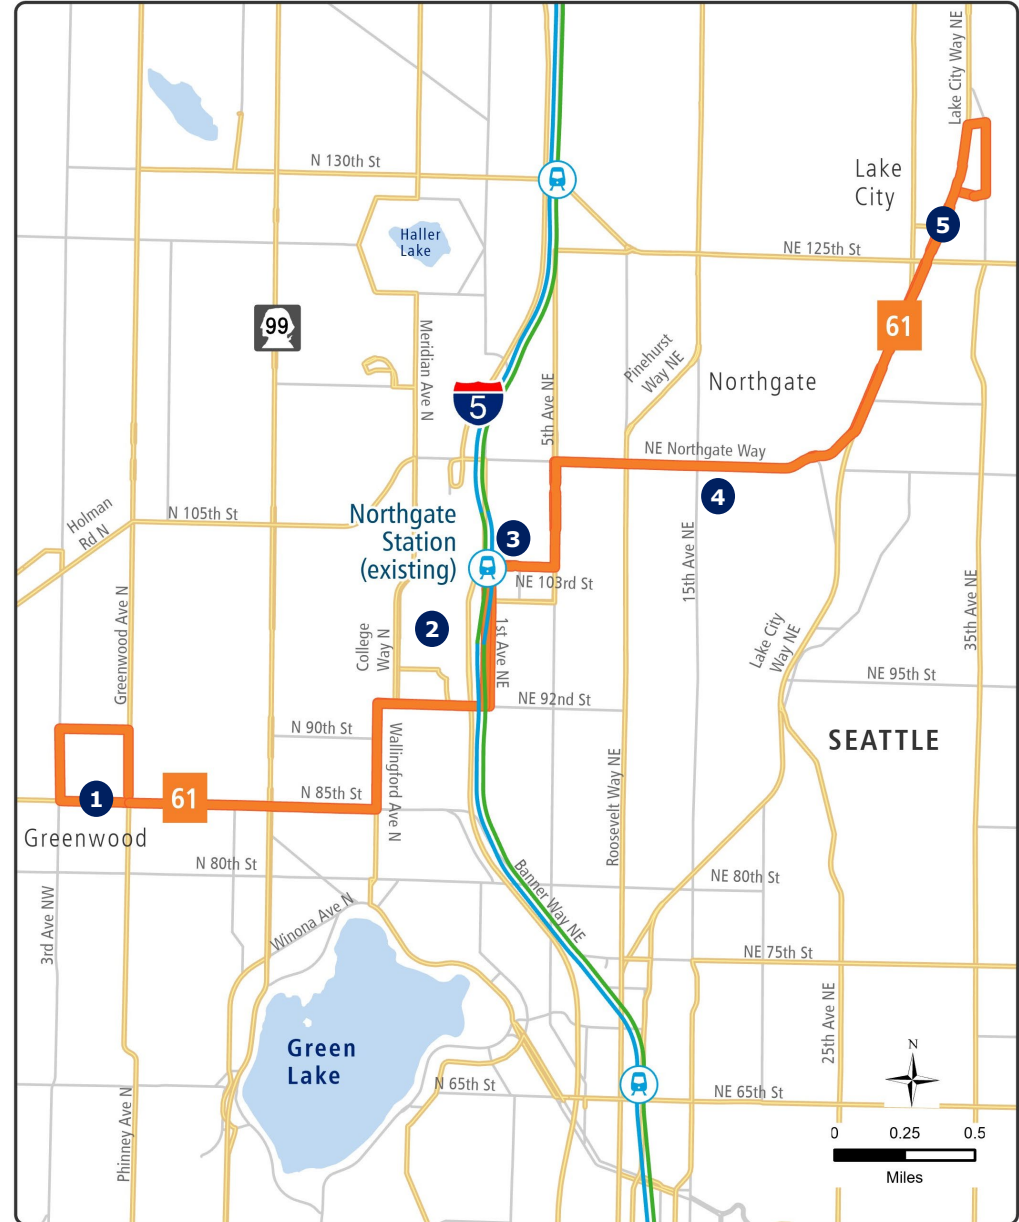 Lake City Way NE
N 130th St
Lake
City
5
Haller
Lake
NE 125th St
99
61
Meridian Ave N
Pinehurst
Way NE
Northgate
5
5th Ave NE
NE Northgate Way
4
Holman
Rd N
N 105th St
Northgate
Station
(existing)
3
NE 103rd St
15th Ave NE
35th Ave NE
Greenwood Ave N
College
Way N
2
1st Ave NE
Lake City
Way NE
NE 95th St
NE 92nd St
N 90th St
Wallingford Ave N
SEATTLE
Roosevelt Way NE
1
61
N 85th St
Greenwood
N 80th St
NE 80th St
Banner Way NE
3rd Ave NW
Winona Ave N
NE 75th St
25th Ave NE
Green
Lake
N
N 65th St
NE 65th St
Phinney Ave N
0 0.25 0.5
Miles